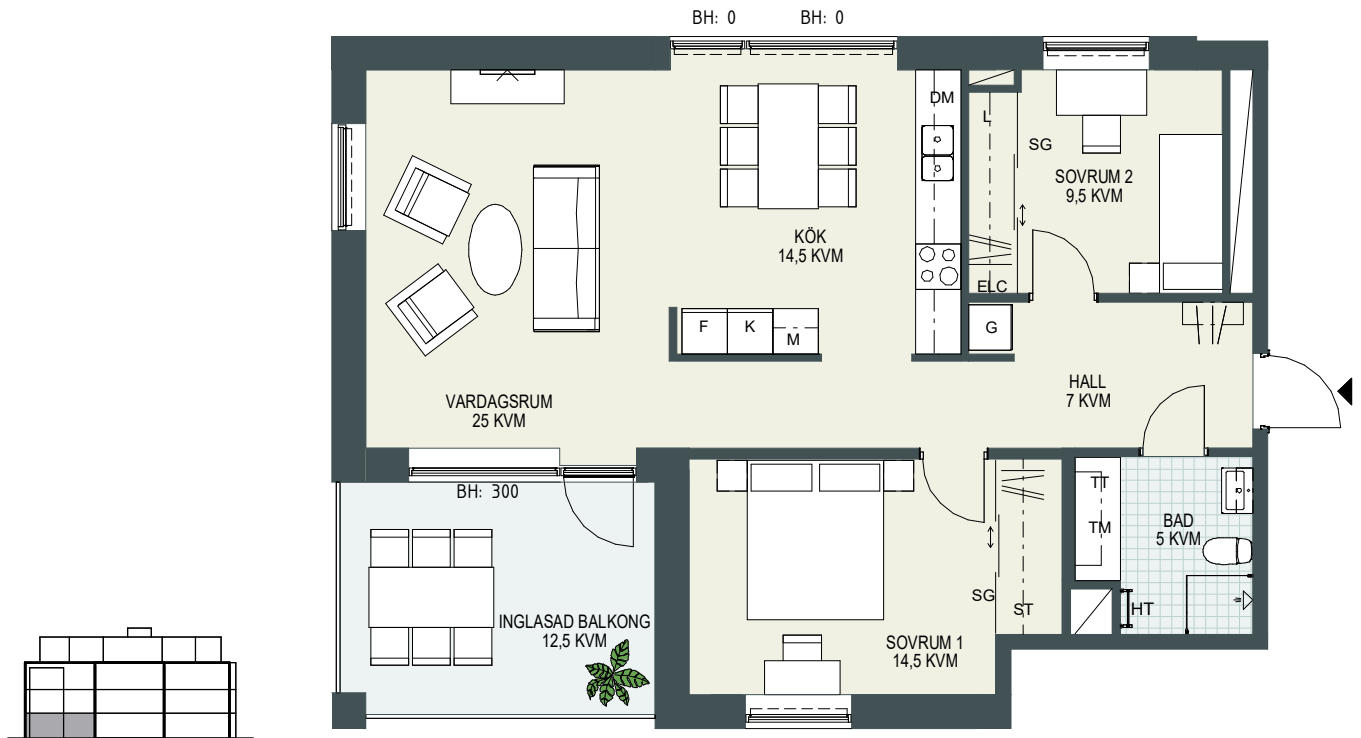 BH: 0
BH: 0
DM
L
SG
SOVRUM 2
9,5 KVM
KÖK
14,5 KVM
ELC
F
K
M
G
HALL
7 KVM
VARDAGSRUM
25 KVM
BH: 300
TT
TM
BAD
5 KVM
SG
ST
HT
INGLASAD BALKONG
12,5 KVM
SOVRUM 1
14,5 KVM